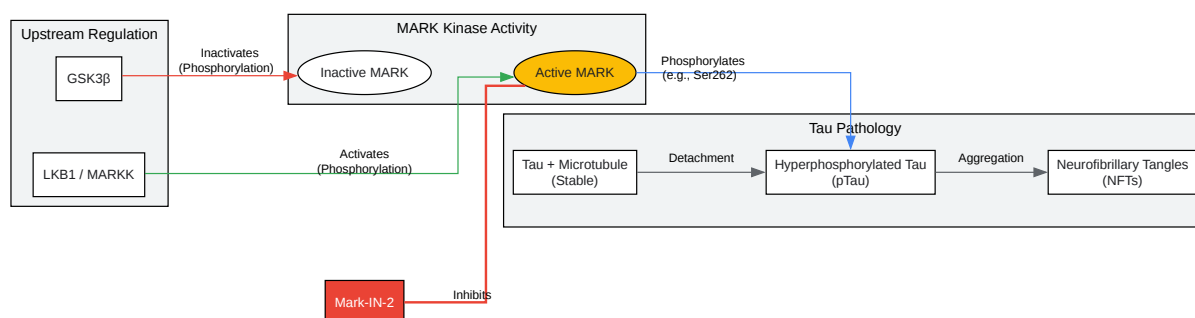 Upstream Regulation
GSK3β
LKB1 / MARKK
Inactivates
(Phosphorylation)
Activates
(Phosphorylation)
MARK Kinase Activity
Inactive MARK
Active MARK
Phosphorylates
(e.g., Ser262)
Tau Pathology
Tau + Microtubule
(Stable)
Detachment
Hyperphosphorylated Tau
(pTau)
Aggregation
Neurofibrillary Tangles
(NFTs)
Mark-IN-2
Inhibits